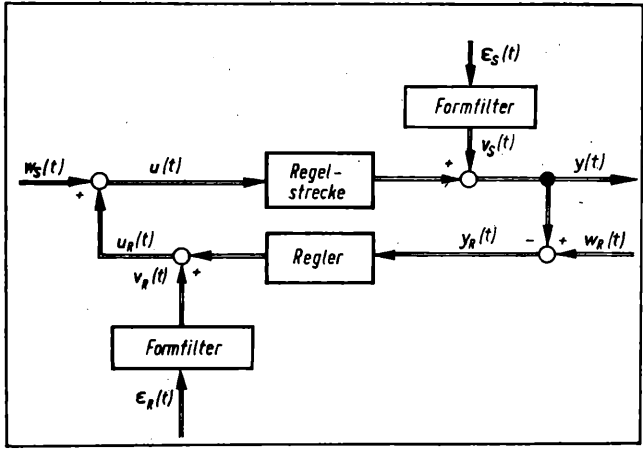 ε_S(t)
Formfilter
v_S(t)
w_S(t)
+
u(t)
Regel-
strecke
+
y(t)
u_R(t)
v_R(t)
+
Regler
y_R(t)
-
+
w_R(t)
Formfilter
ε_R(t)